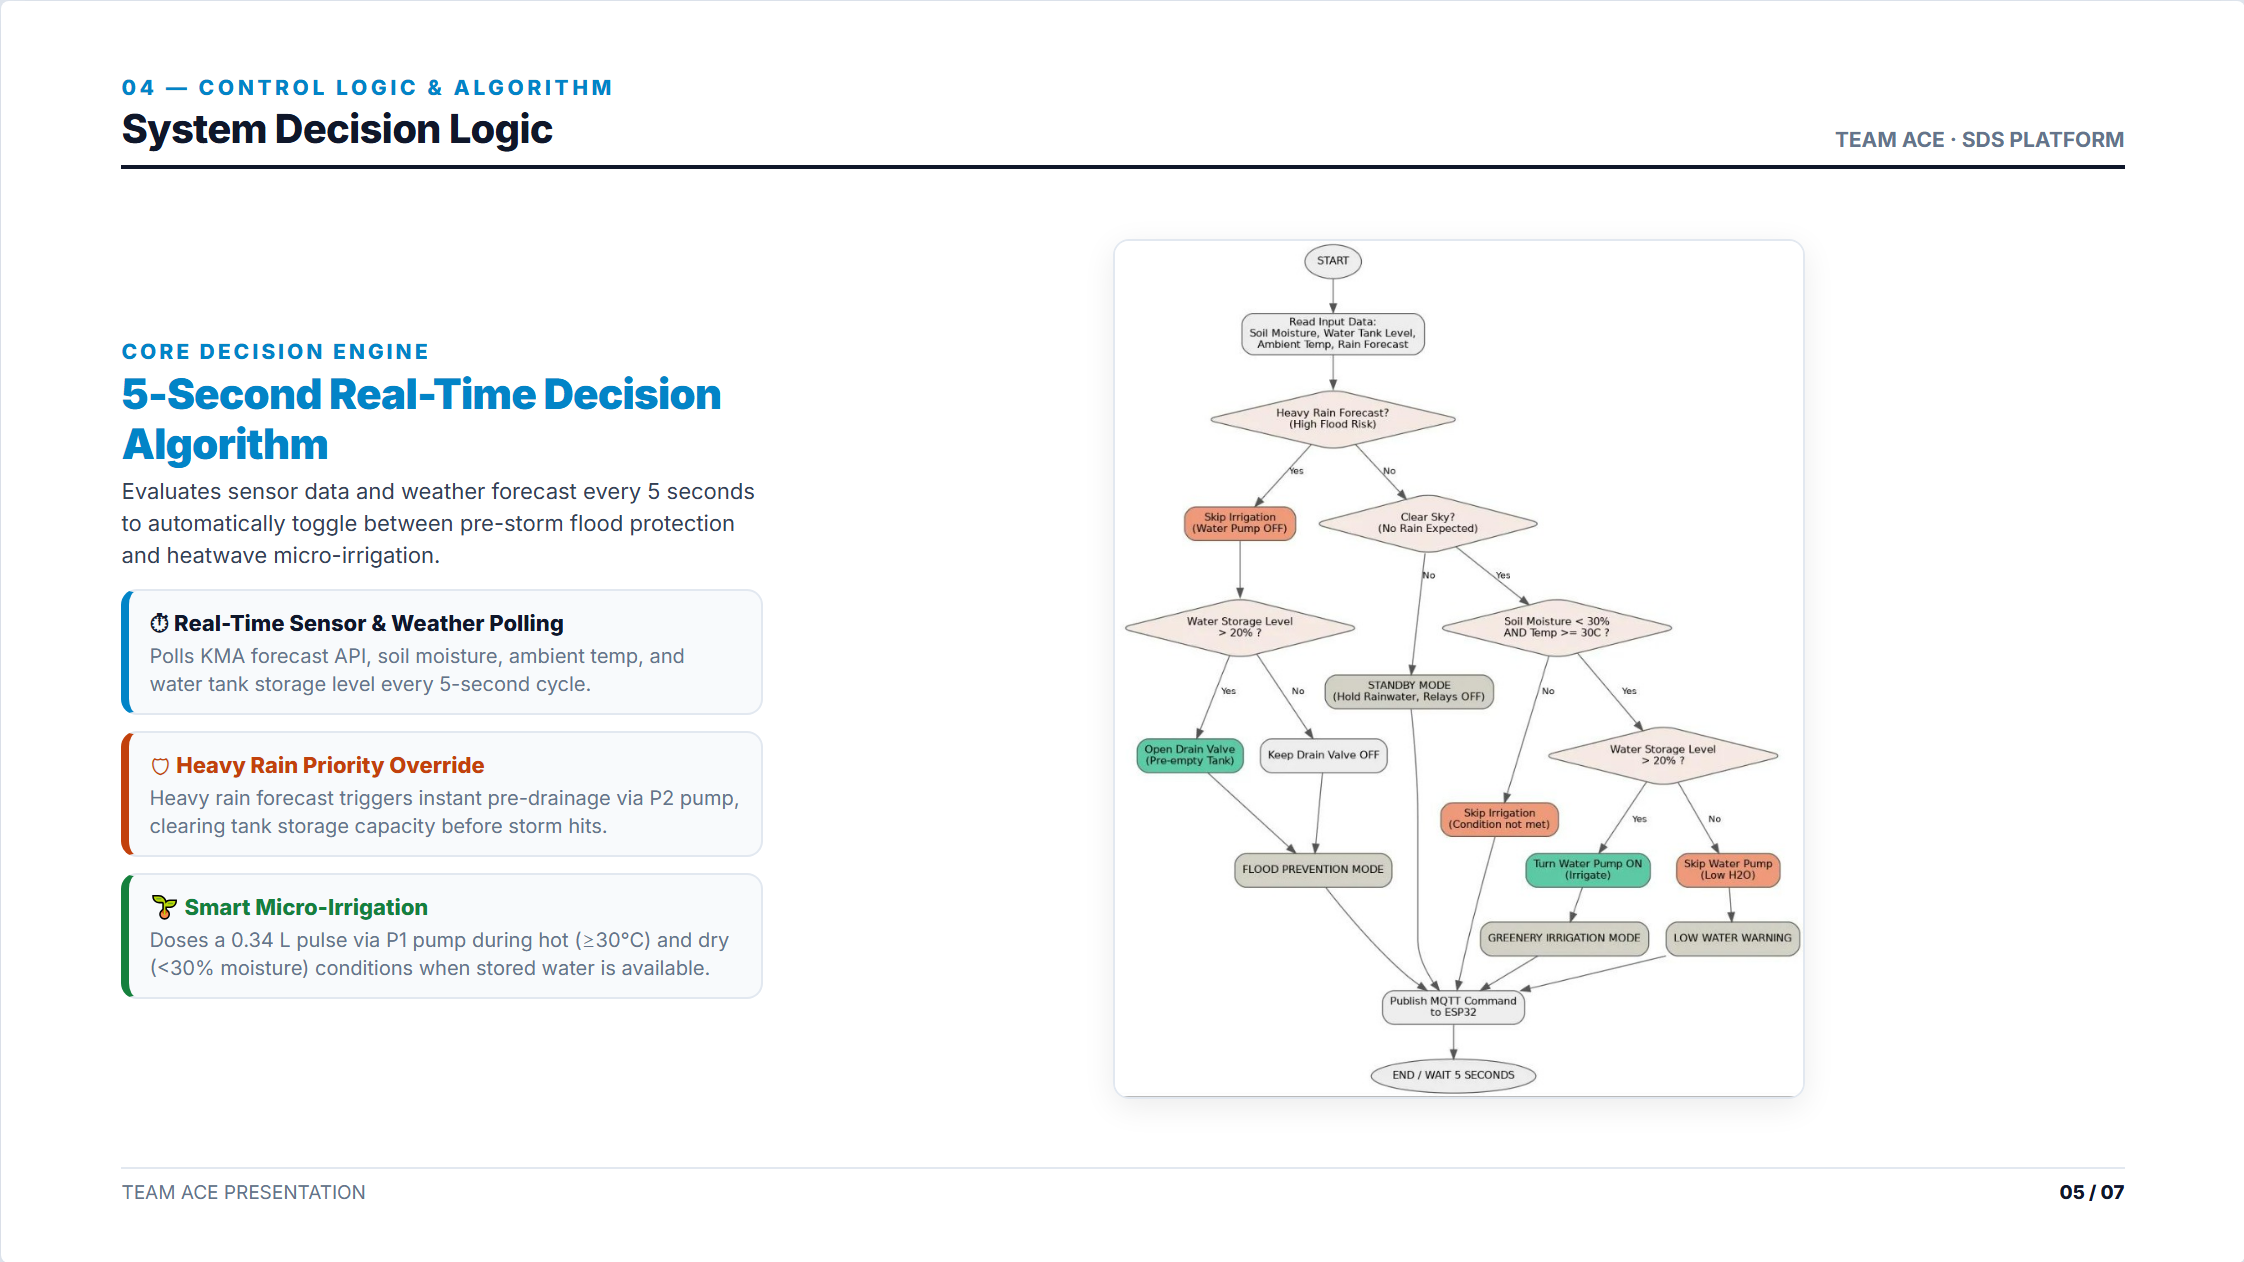 04 — CONTROL LOGIC & ALGORITHM
System Decision Logic
TEAM ACE · SDS PLATFORM
CORE DECISION ENGINE
5-Second Real-Time Decision
Algorithm
Evaluates sensor data and weather forecast every 5 seconds
to automatically toggle between pre-storm flood protection
and heatwave micro-irrigation.
⏱ Real-Time Sensor & Weather Polling
Polls KMA forecast API, soil moisture, ambient temp, and
water tank storage level every 5-second cycle.
🛡 Heavy Rain Priority Override
Heavy rain forecast triggers instant pre-drainage via P2 pump,
clearing tank storage capacity before storm hits.
🌱 Smart Micro-Irrigation
Doses a 0.34 L pulse via P1 pump during hot (≥30°C) and dry
(<30% moisture) conditions when stored water is available.
START
Read Input Data:
Soil Moisture, Water Tank Level,
Ambient Temp, Rain Forecast
Heavy Rain Forecast?
(High Flood Risk)
Yes
No
Skip Irrigation
(Water Pump OFF)
Clear Sky?
(No Rain Expected)
No
Yes
Water Storage Level
> 20% ?
Soil Moisture < 30%
AND Temp >= 30C ?
Yes
No
STANDBY MODE
(Hold Rainwater, Relays OFF)
No
Yes
Open Drain Valve
(Pre-empty Tank)
Keep Drain Valve OFF
Water Storage Level
> 20% ?
Skip Irrigation
(Condition not met)
Yes
No
FLOOD PREVENTION MODE
Turn Water Pump ON
(Irrigate)
Skip Water Pump
(Low H2O)
GREENERY IRRIGATION MODE
LOW WATER WARNING
Publish MQTT Command
to ESP32
END / WAIT 5 SECONDS
TEAM ACE PRESENTATION
05 / 07